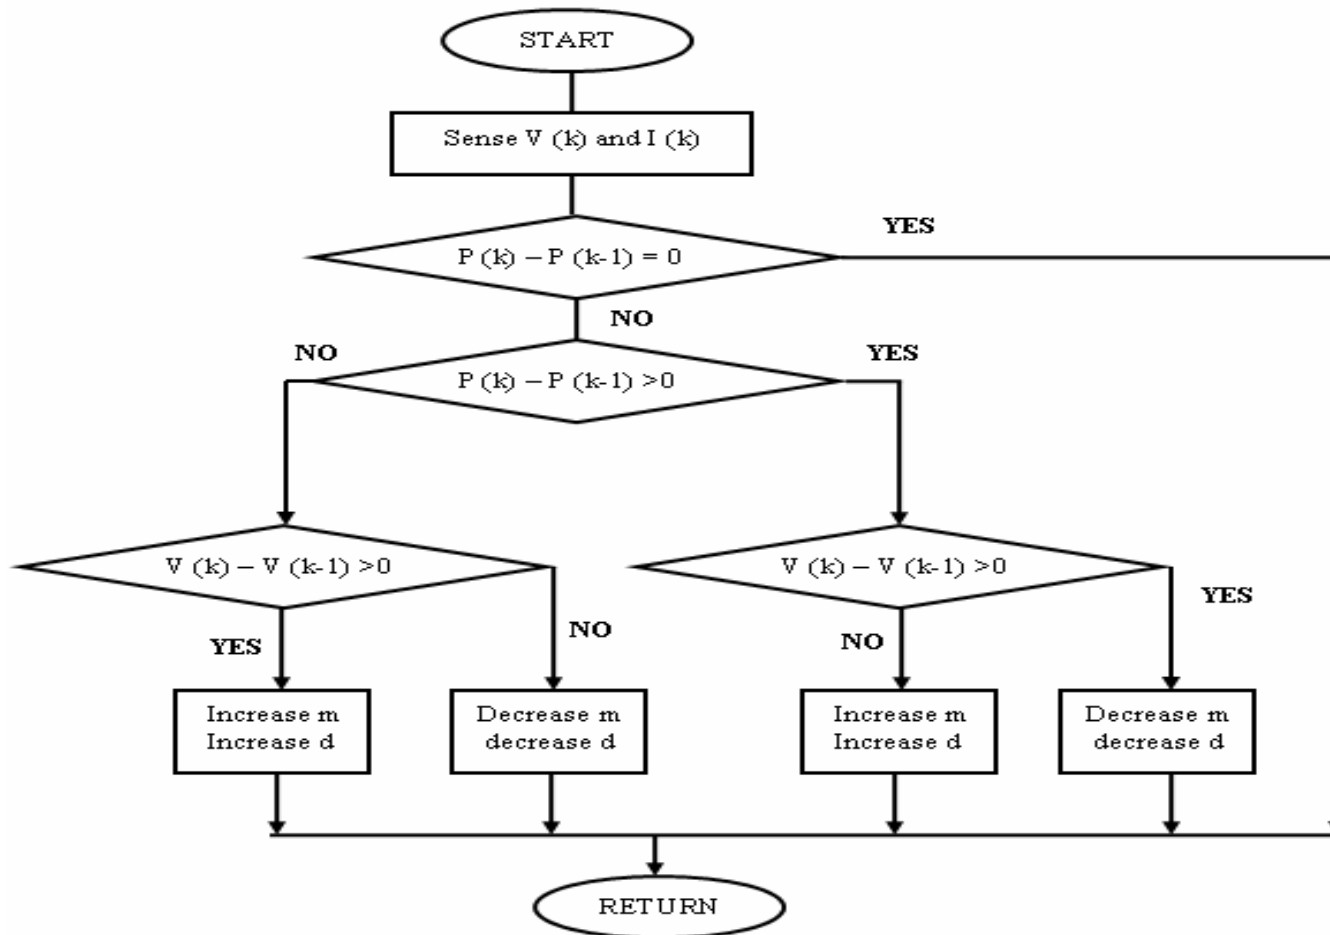 START
Sense V (k) and I (k)
YES
P (k) – P (k-1) = 0
NO
NO
YES
P (k) – P (k-1) >0
V (k) – V (k-1) >0
V (k) – V (k-1) >0
YES
NO
NO
YES
Increase m
Increase d
Decrease m
decrease d
Increase m
Increase d
Decrease m
decrease d
RETURN